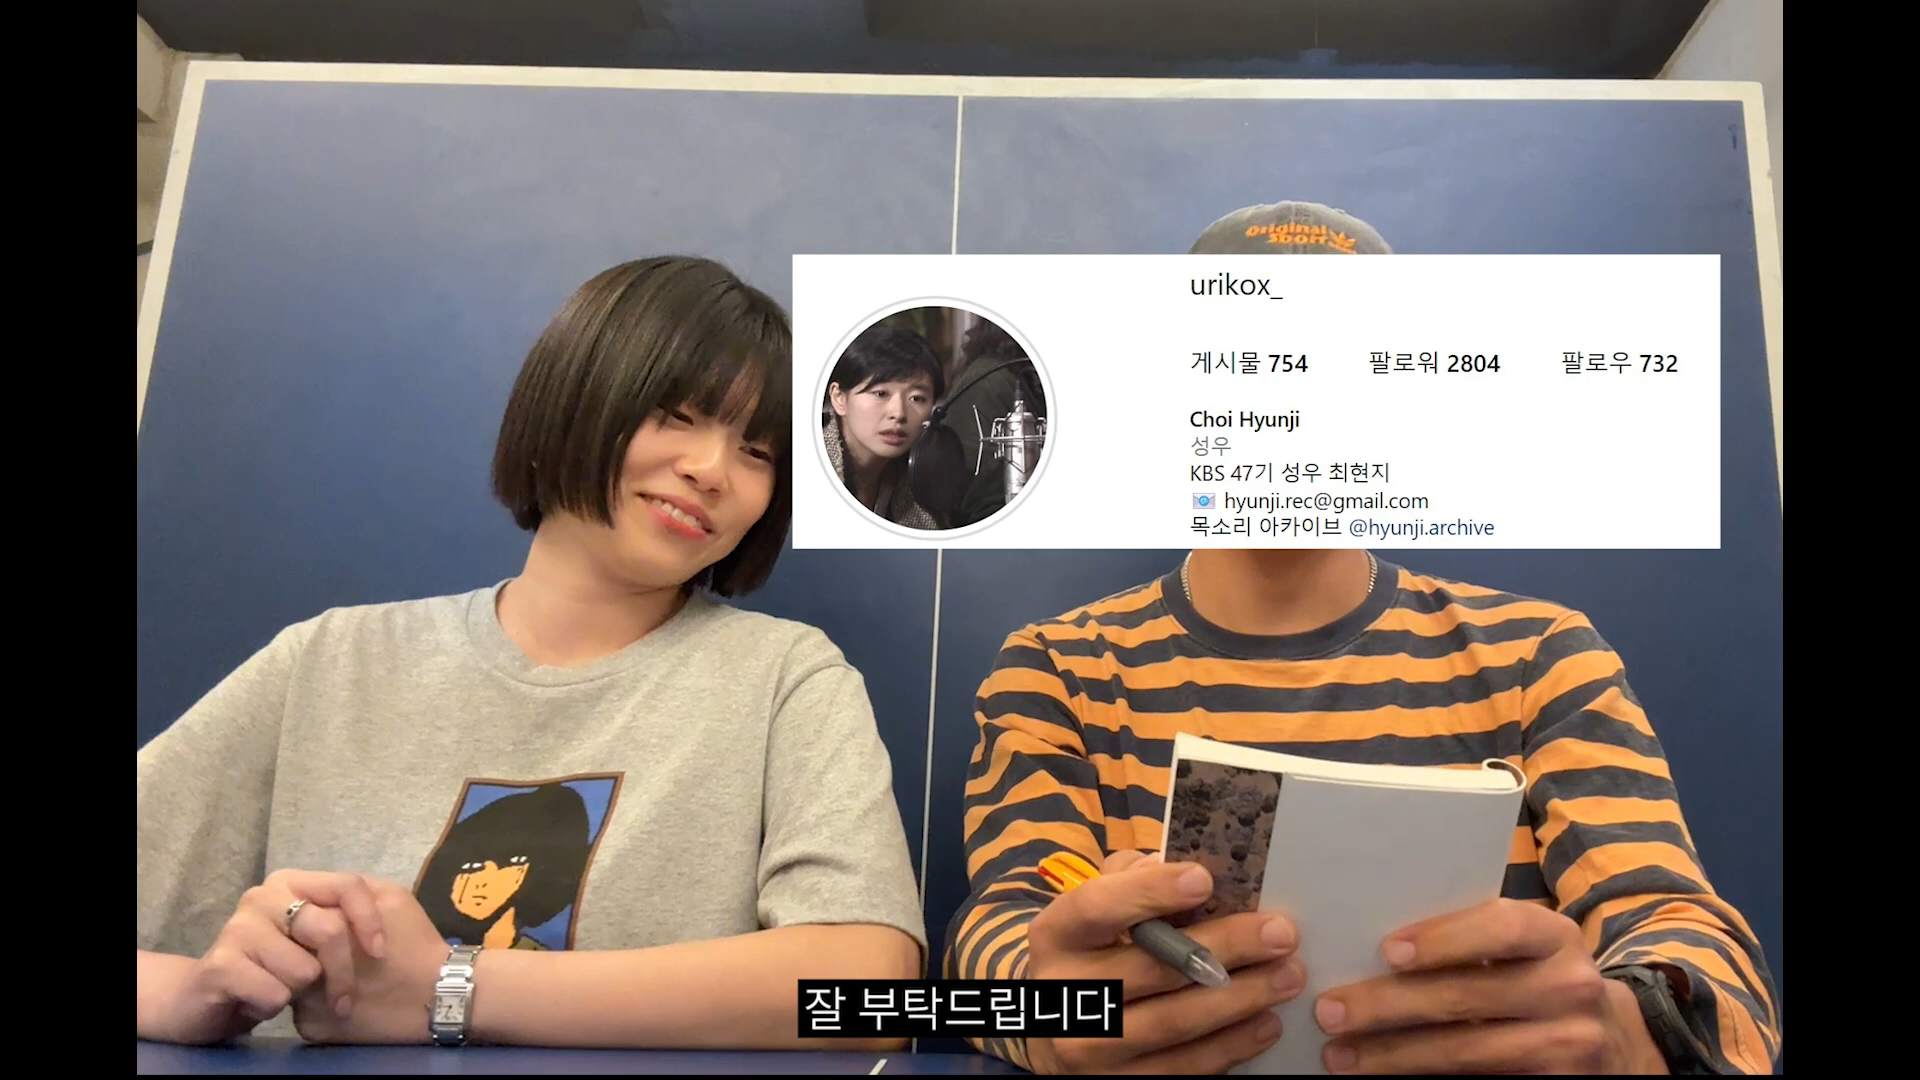 Original
Sport
urikox_
게시물 754 팔로워 2804 팔로우 732
Choi Hyunji
성우
KBS 47기 성우 최현지
hyunji.rec@gmail.com
목소리 아카이브 @hyunji.archive
잘 부탁드립니다